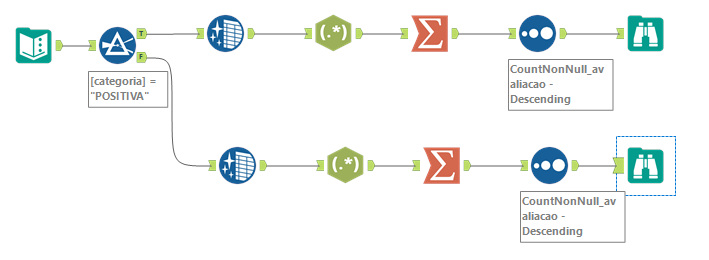 T
F
[categoria] =
"POSITIVA"
(.*)
Σ
CountNonNull_av
aliacao -
Descending
(.*)
Σ
CountNonNull_av
aliacao -
Descending